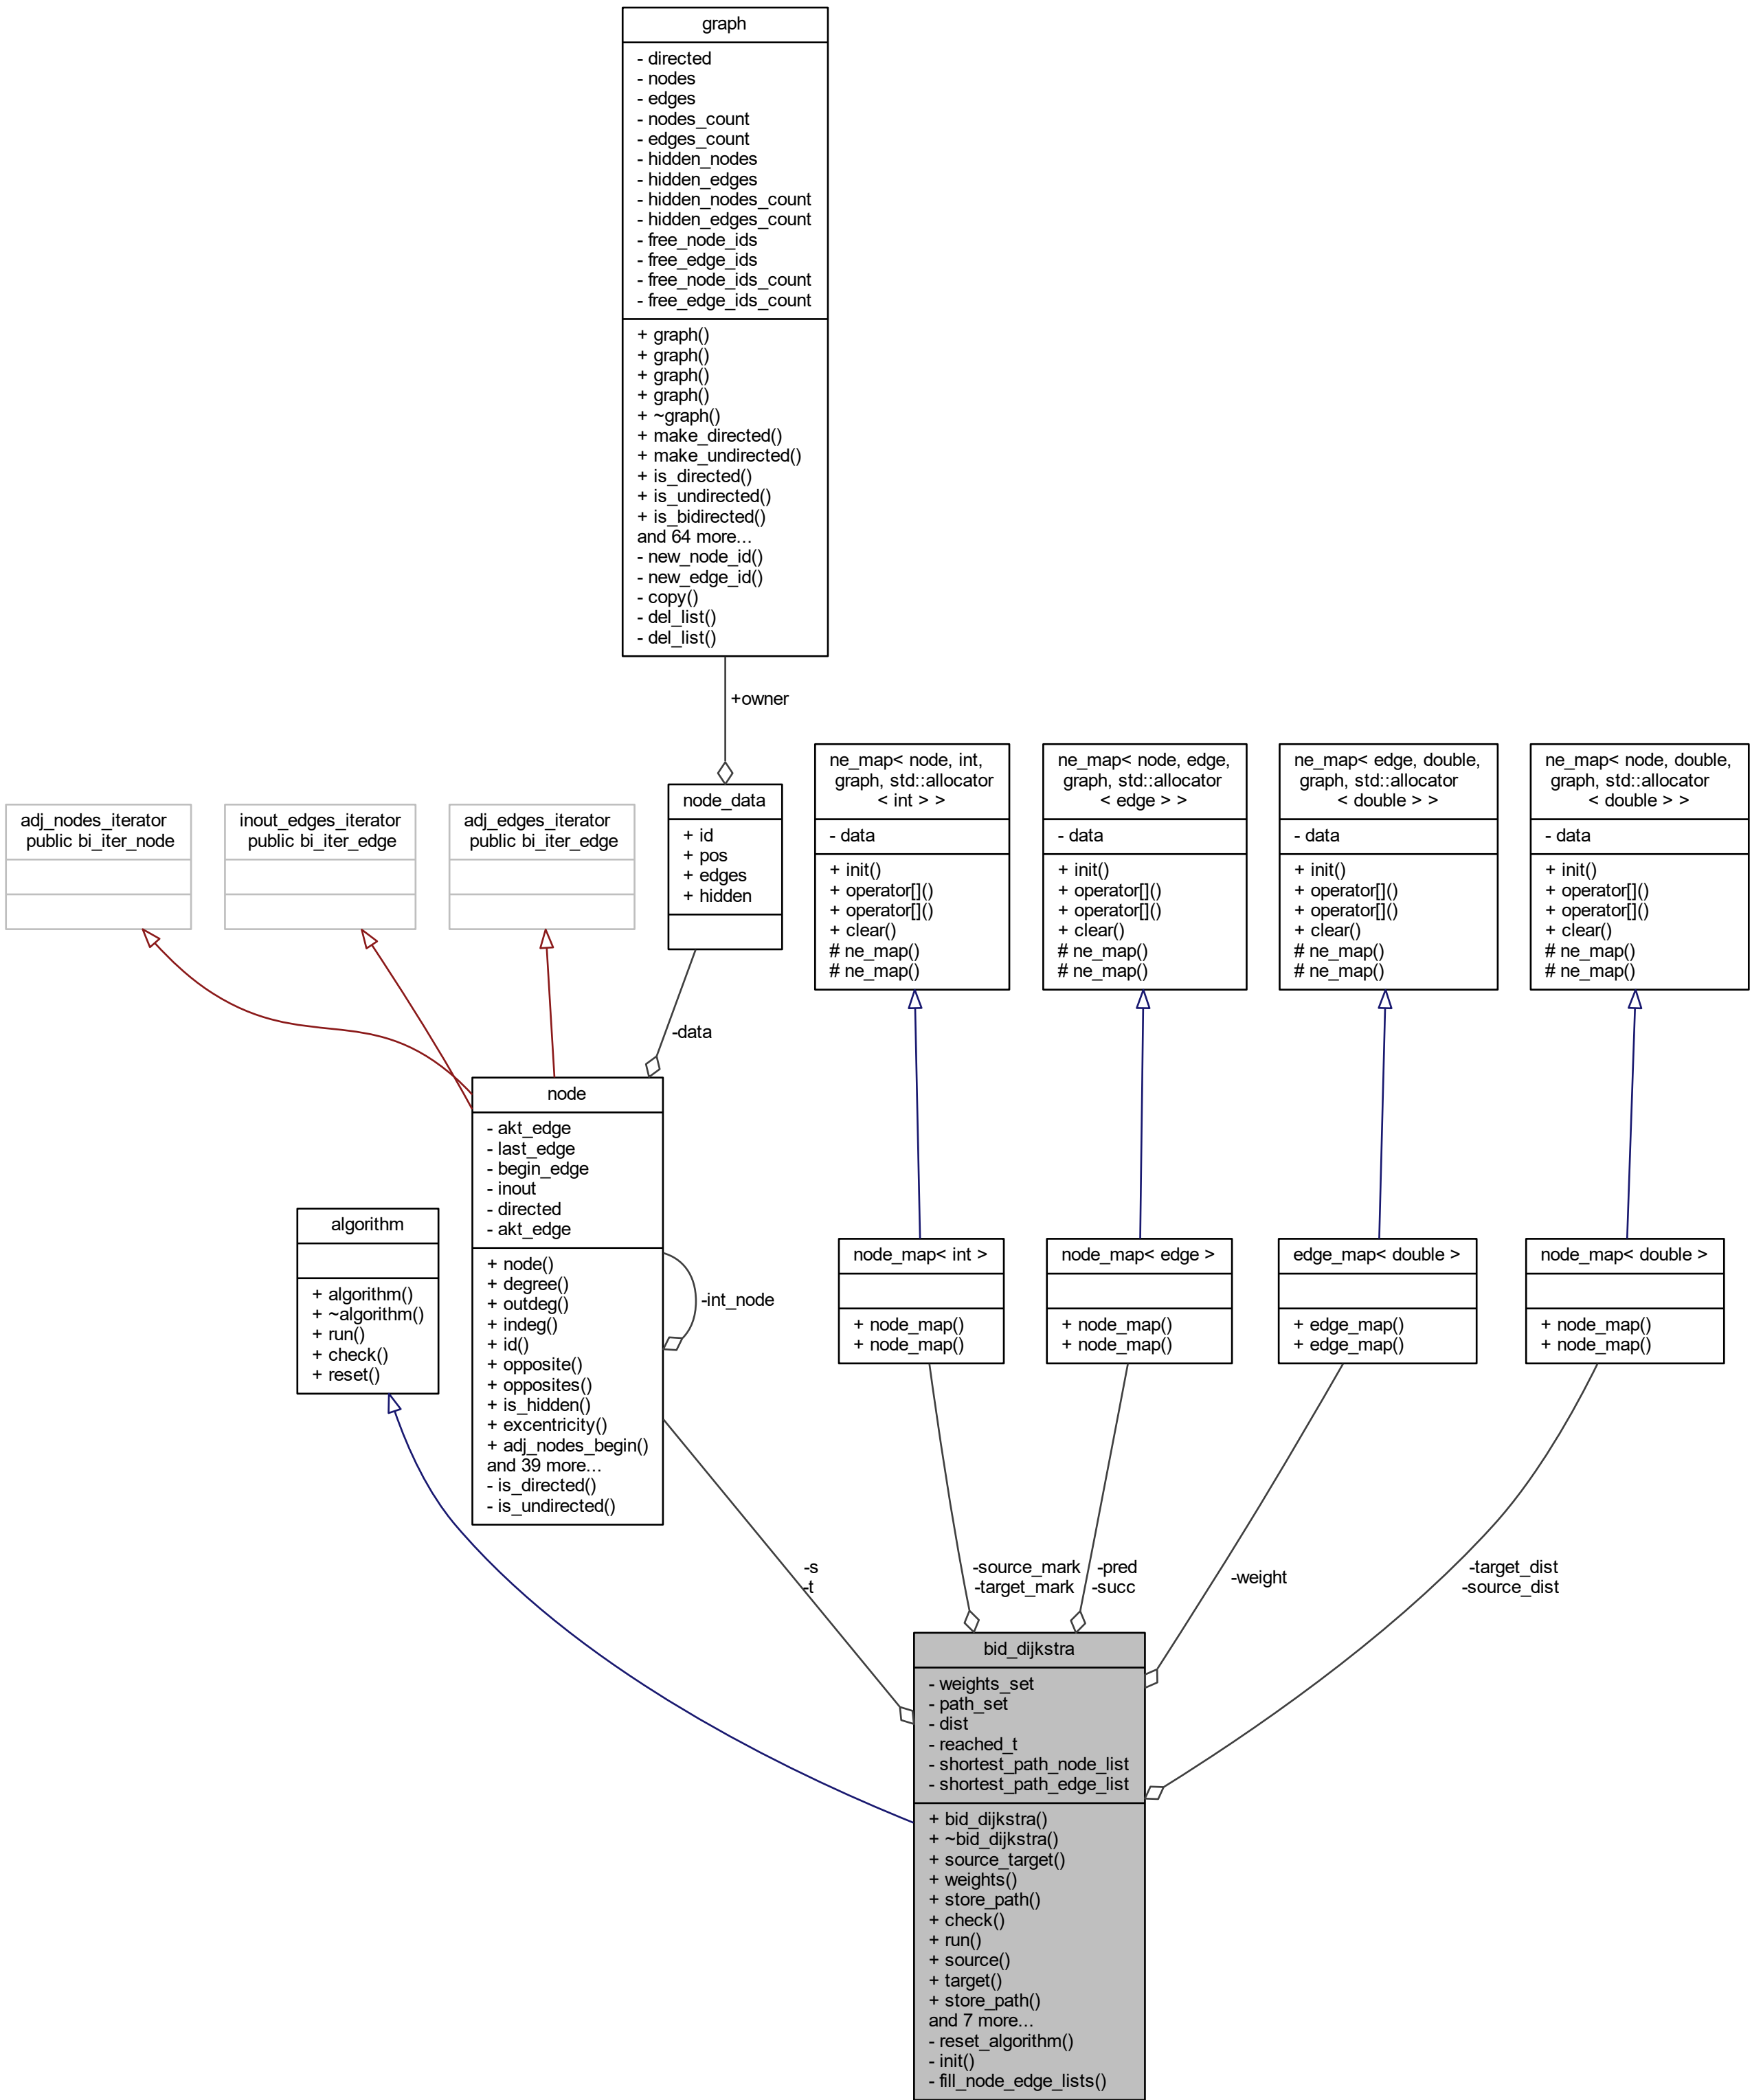 graph
- directed
- nodes
- edges
- nodes_count
- edges_count
- hidden_nodes
- hidden_edges
- hidden_nodes_count
- hidden_edges_count
- free_node_ids
- free_edge_ids
- free_node_ids_count
- free_edge_ids_count
+ graph()
+ graph()
+ graph()
+ graph()
+ ~graph()
+ make_directed()
+ make_undirected()
+ is_directed()
+ is_undirected()
+ is_bidirected()
and 64 more...
- new_node_id()
- new_edge_id()
- copy()
- del_list()
- del_list()
+owner
adj_nodes_iterator
public bi_iter_node
inout_edges_iterator
public bi_iter_edge
adj_edges_iterator
public bi_iter_edge
node_data
+ id
+ pos
+ edges
+ hidden
ne_map< node, int,
graph, std::allocator
< int > >
- data
+ init()
+ operator[]()
+ operator[]()
+ clear()
# ne_map()
# ne_map()
ne_map< node, edge,
graph, std::allocator
< edge > >
- data
+ init()
+ operator[]()
+ operator[]()
+ clear()
# ne_map()
# ne_map()
ne_map< edge, double,
graph, std::allocator
< double > >
- data
+ init()
+ operator[]()
+ operator[]()
+ clear()
# ne_map()
# ne_map()
ne_map< node, double,
graph, std::allocator
< double > >
- data
+ init()
+ operator[]()
+ operator[]()
+ clear()
# ne_map()
# ne_map()
-data
node
- akt_edge
- last_edge
- begin_edge
- inout
- directed
- akt_edge
+ node()
+ degree()
+ outdeg()
+ indeg()
+ id()
+ opposite()
+ opposites()
+ is_hidden()
+ excentricity()
+ adj_nodes_begin()
and 39 more...
- is_directed()
- is_undirected()
-int_node
algorithm
+ algorithm()
+ ~algorithm()
+ run()
+ check()
+ reset()
node_map< int >
+ node_map()
+ node_map()
node_map< edge >
+ node_map()
+ node_map()
edge_map< double >
+ edge_map()
+ edge_map()
node_map< double >
+ node_map()
+ node_map()
-s
-t
-source_mark
-target_mark
-pred
-succ
-weight
-target_dist
-source_dist
bid_dijkstra
- weights_set
- path_set
- dist
- reached_t
- shortest_path_node_list
- shortest_path_edge_list
+ bid_dijkstra()
+ ~bid_dijkstra()
+ source_target()
+ weights()
+ store_path()
+ check()
+ run()
+ source()
+ target()
+ store_path()
and 7 more...
- reset_algorithm()
- init()
- fill_node_edge_lists()